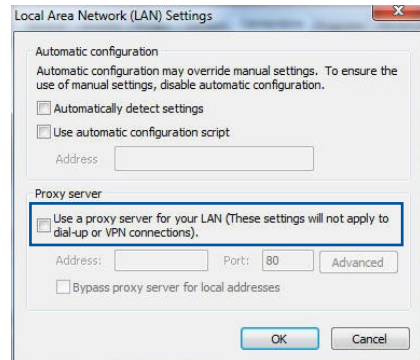 Local Area Network (LAN) Settings
Automatic configuration
Automatic configuration may override manual settings. To ensure the
use of manual settings, disable automatic configuration.
Automatically detect settings
Use automatic configuration script
Address
Proxy server
Use a proxy server for your LAN (These settings will not apply to
dial-up or VPN connections).
Address: Port: 80 Advanced
Bypass proxy server for local addresses
OK Cancel